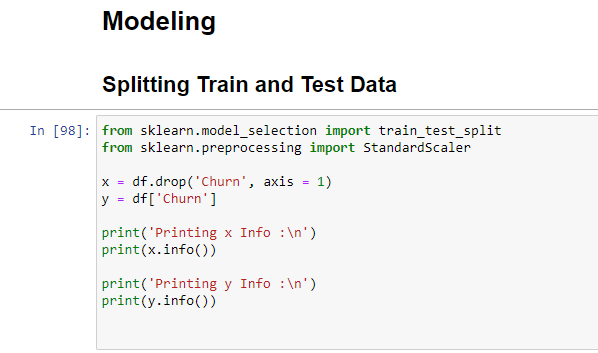 Modeling
Splitting Train and Test Data
In [98]: from sklearn.model_selection import train_test_split
from sklearn.preprocessing import StandardScaler
x = df.drop('Churn', axis = 1)
y = df['Churn']
print('Printing x Info :\n')
print(x.info())
print('Printing y Info :\n')
print(y.info())